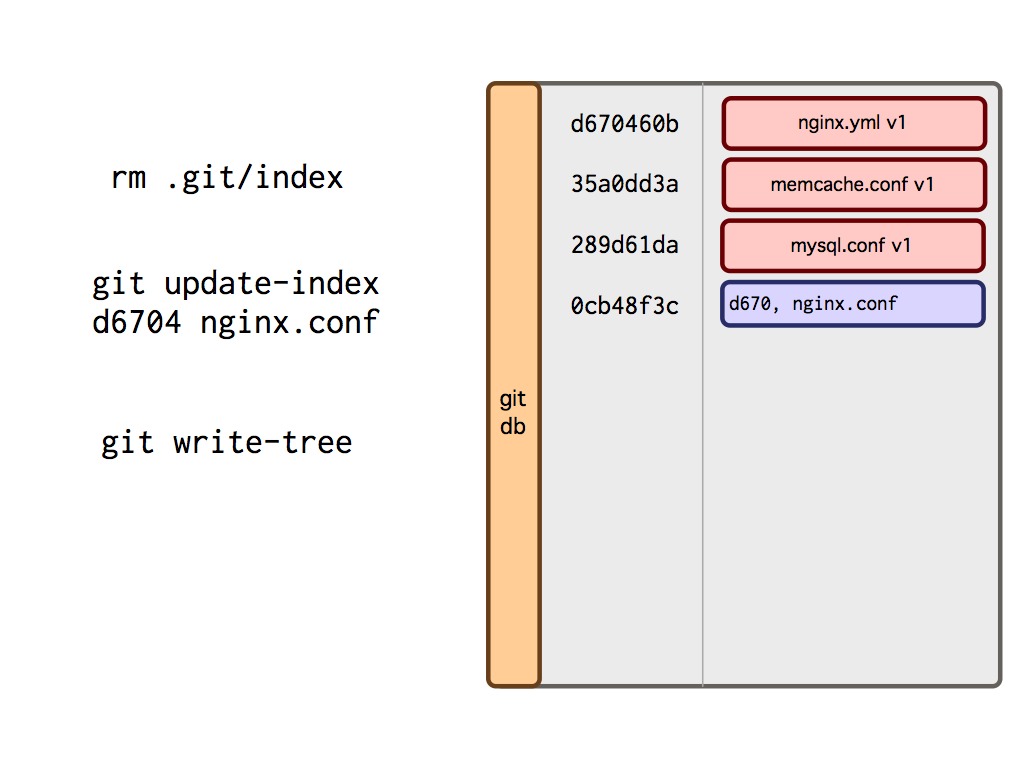 rm .git/index
git update-index
d6704 nginx.conf
git write-tree
git
db
d670460b
nginx.yml v1
35a0dd3a
memcache.conf v1
289d61da
mysql.conf v1
0cb48f3c
d670, nginx.conf